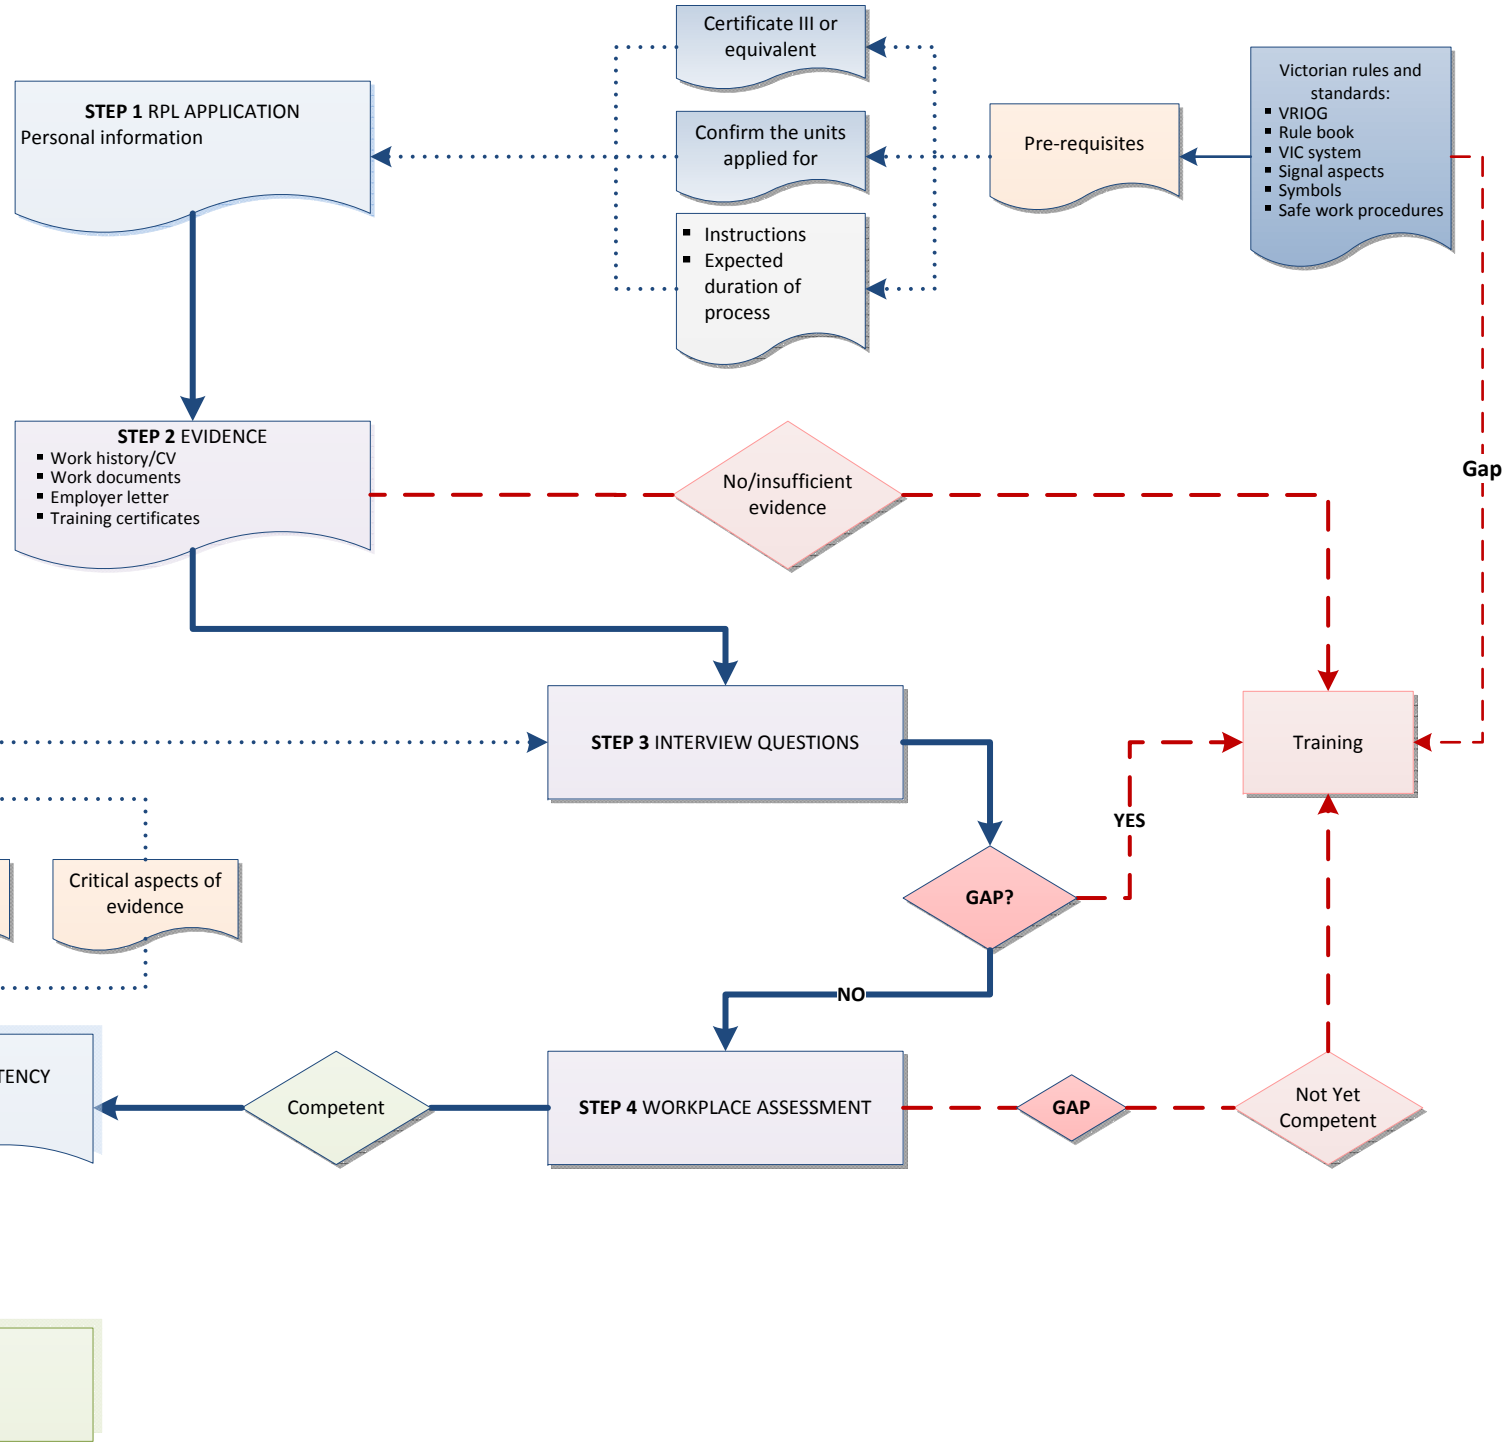 Certificate III or
equivalent
Victorian rules and
standards:
▪ VRIOG
▪ Rule book
▪ VIC system
▪ Signal aspects
▪ Symbols
▪ Safe work procedures
STEP 1 RPL APPLICATION
Personal information
Confirm the units
applied for
Pre-requisites
▪ Instructions
▪ Expected
duration of
process
STEP 2 EVIDENCE
▪ Work history/CV
▪ Work documents
▪ Employer letter
▪ Training certificates
No/insufficient
evidence
Gap
STEP 3 INTERVIEW QUESTIONS
Training
YES
Critical aspects of
evidence
GAP?
NO
TENCY
Competent
STEP 4 WORKPLACE ASSESSMENT
GAP
Not Yet
Competent